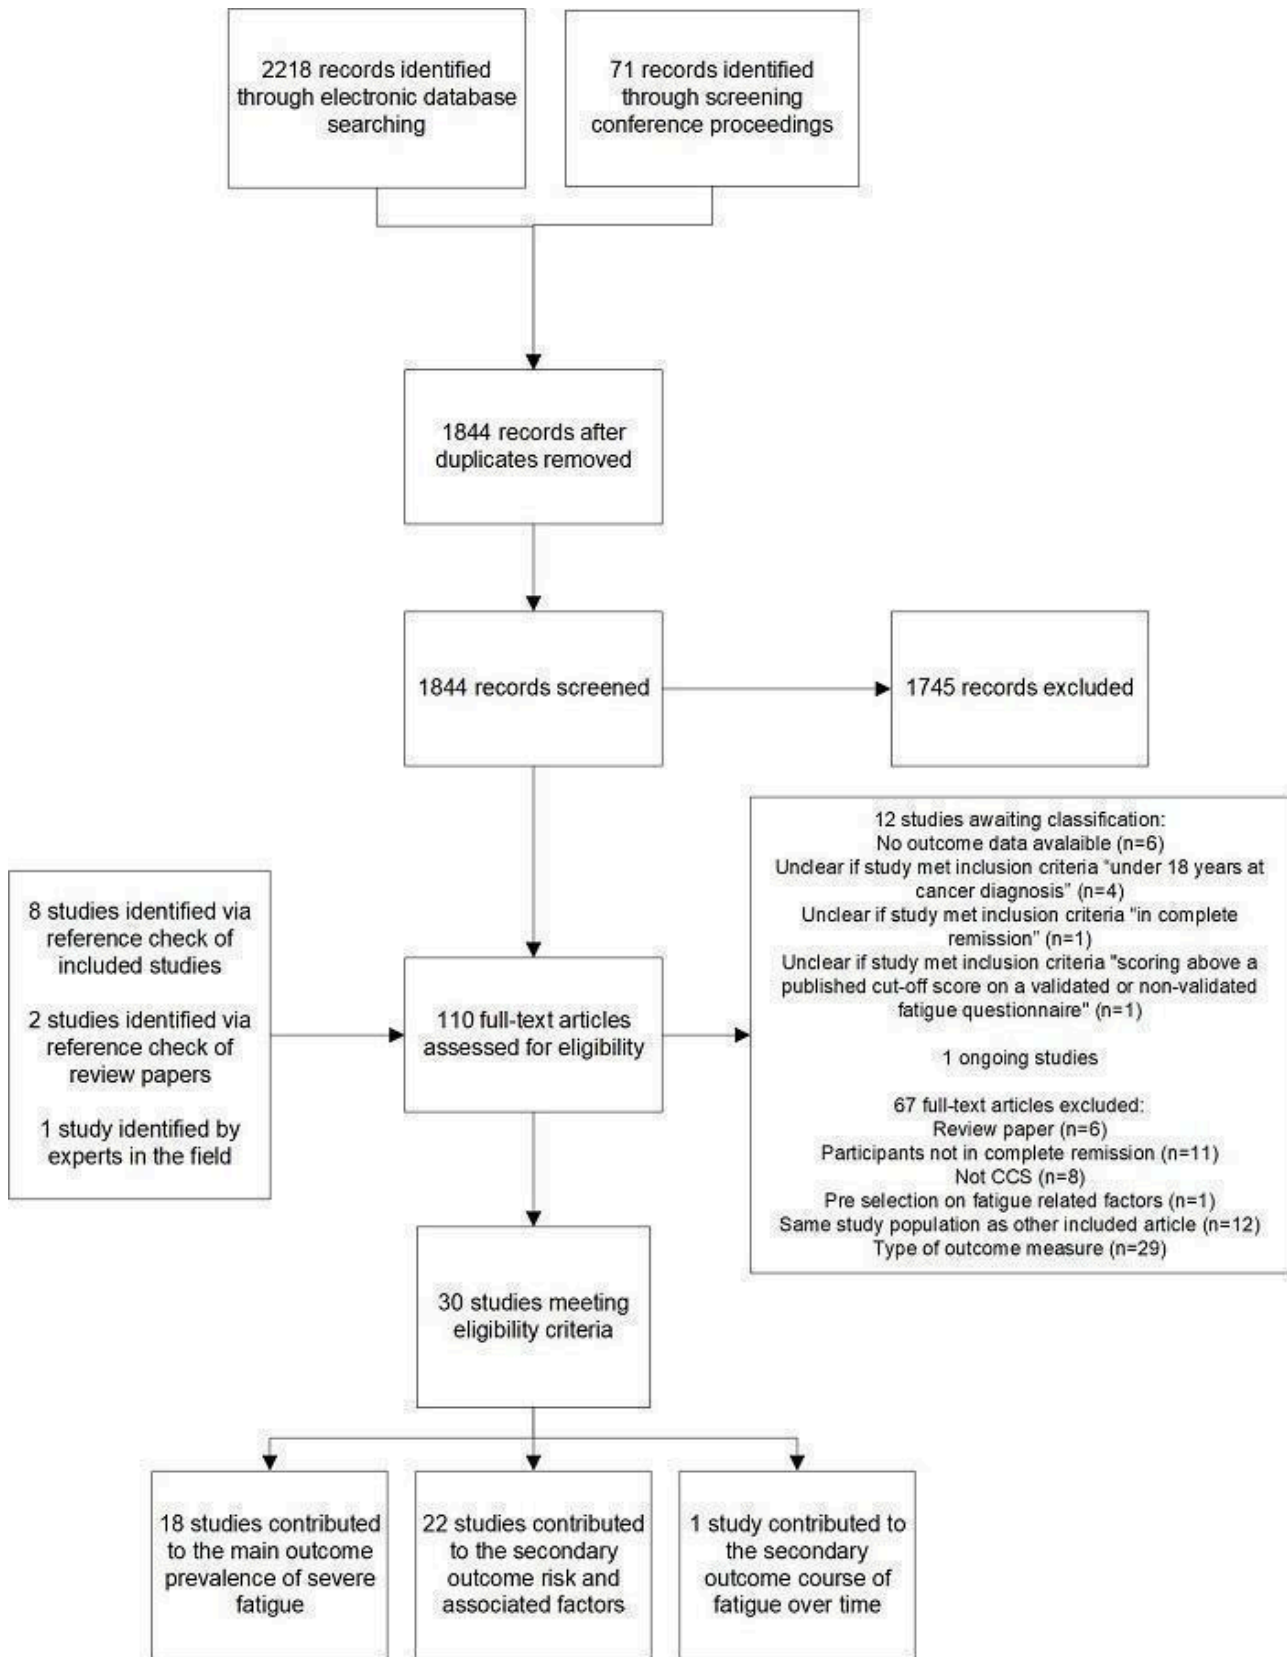 2218 records identified
through electronic database
searching
71 records identified
through screening
conference proceedings
1844 records after
duplicates removed
1844 records screened
1745 records excluded
8 studies identified via
reference check of
included studies
2 studies identified via
reference check of
review papers
1 study identified by
experts in the field
110 full-text articles
assessed for eligibility
12 studies awaiting classification:
No outcome data avalaible (n=6)
Unclear if study met inclusion criteria “under 18 years at
cancer diagnosis” (n=4)
Unclear if study met inclusion criteria “in complete
remission” (n=1)
Unclear if study met inclusion criteria "scoring above a
published cut-off score on a validated or non-validated
fatigue questionnaire" (n=1)
1 ongoing studies
67 full-text articles excluded:
Review paper (n=6)
Participants not in complete remission (n=11)
Not CCS (n=8)
Pre selection on fatigue related factors (n=1)
Same study population as other included article (n=12)
Type of outcome measure (n=29)
30 studies meeting
eligibility criteria
18 studies contributed
to the main outcome
prevalence of severe
fatigue
22 studies contributed
to the secondary
outcome risk and
associated factors
1 study contributed to
the secondary
outcome course of
fatigue over time